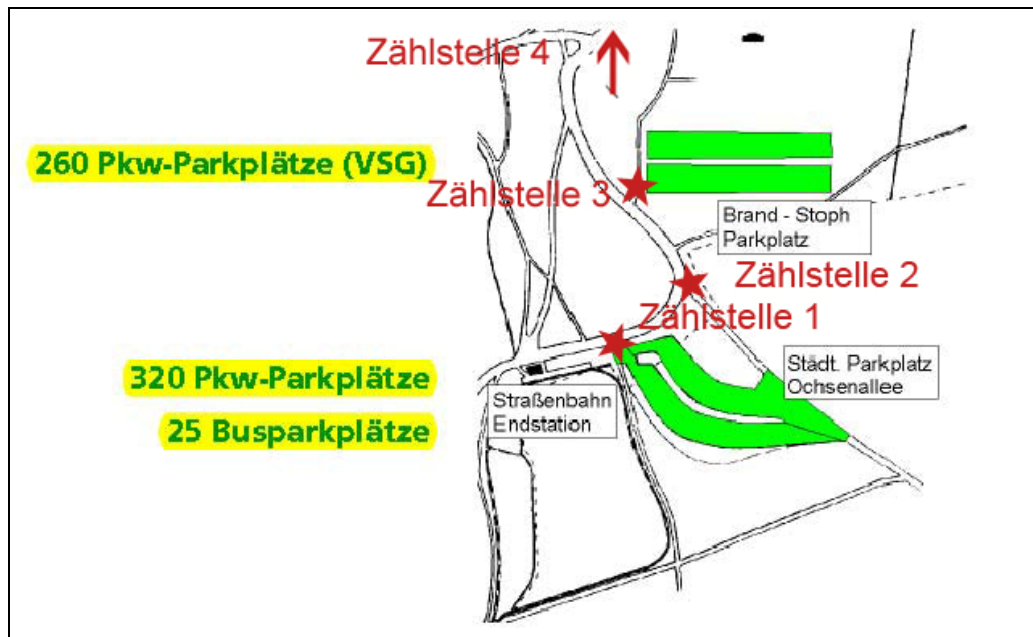 Zählstelle 4
260 Pkw-Parkplätze (VSG)
Zählstelle 3
Brand - Stoph
Parkplatz
Zählstelle 2
Zählstelle 1
320 Pkw-Parkplätze
25 Busparkplätze
Straßenbahn
Endstation
Städt. Parkplatz
Ochsenallee